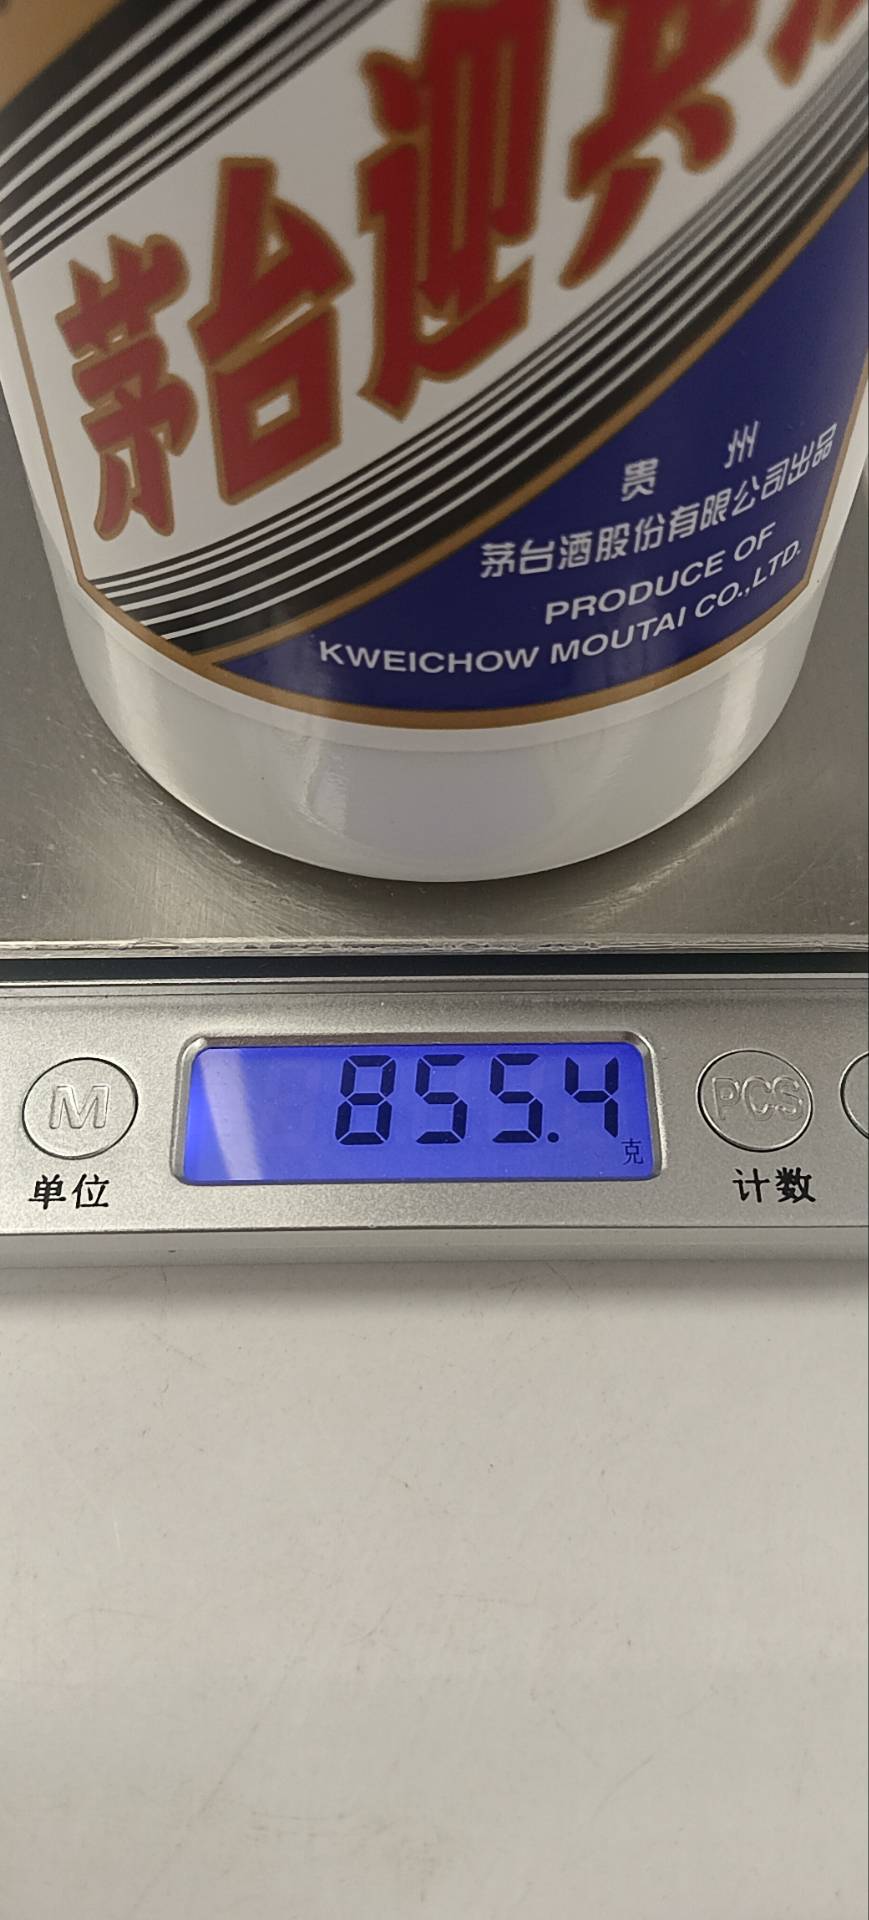 茅台迎宾
贵州
茅台酒股份有限公司出品
PRODUCE OF
KWEICHOW MOUTAI CO.,LTD.
855.4
克
M
PCS
单位
计数